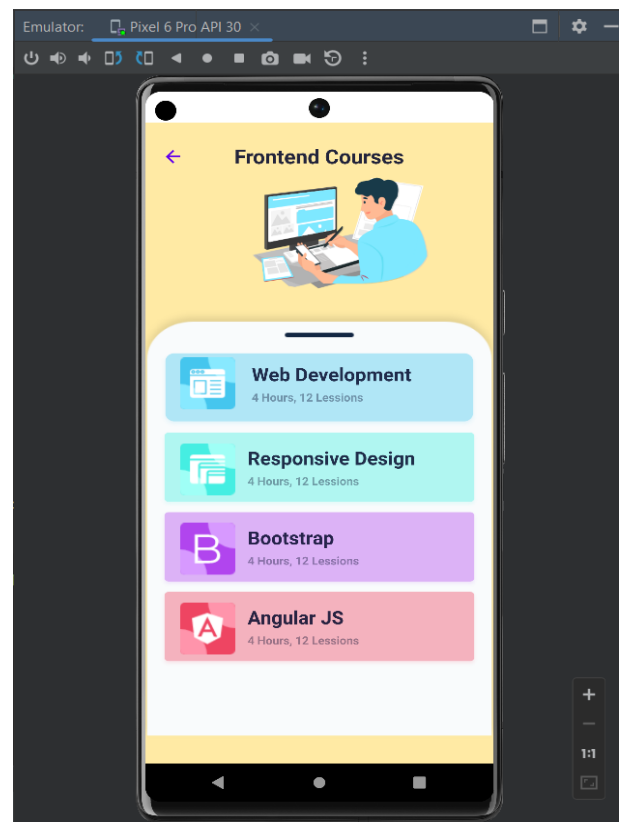 Emulator: Pixel 6 Pro API 30
Frontend Courses
Web Development
4 Hours, 12 Lessions
Responsive Design
4 Hours, 12 Lessions
B
Bootstrap
4 Hours, 12 Lessions
A
Angular JS
4 Hours, 12 Lessions
1:1